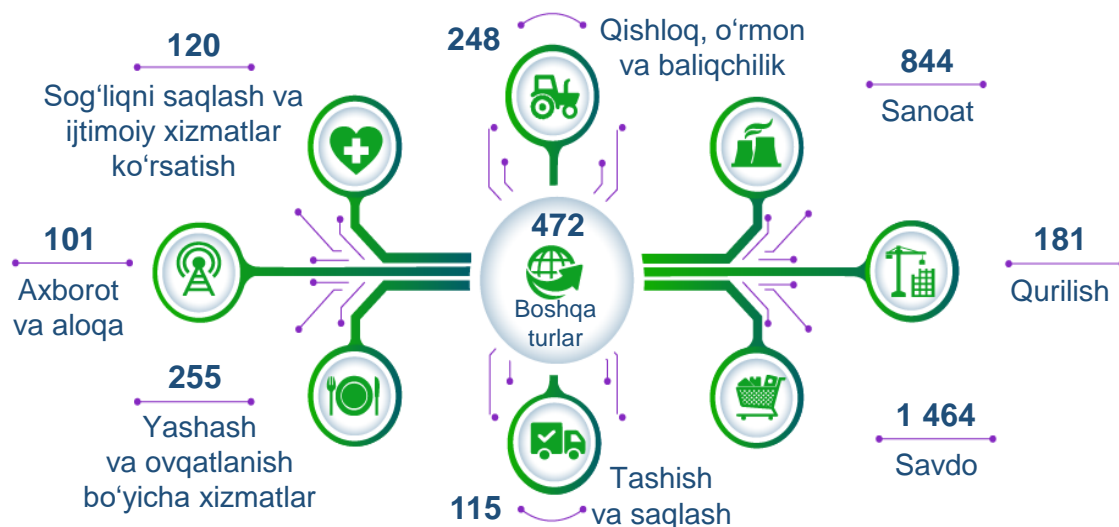 120
Sog‘liqni saqlash va
ijtimoiy xizmatlar
ko‘rsatish
248
Qishloq, o‘rmon
va baliqchilik
844
Sanoat
101
Axborot
va aloqa
472
Boshqa
turlar
181
Qurilish
255
Yashash
va ovqatlanish
bo‘yicha xizmatlar
115
Tashish
va saqlash
1 464
Savdo